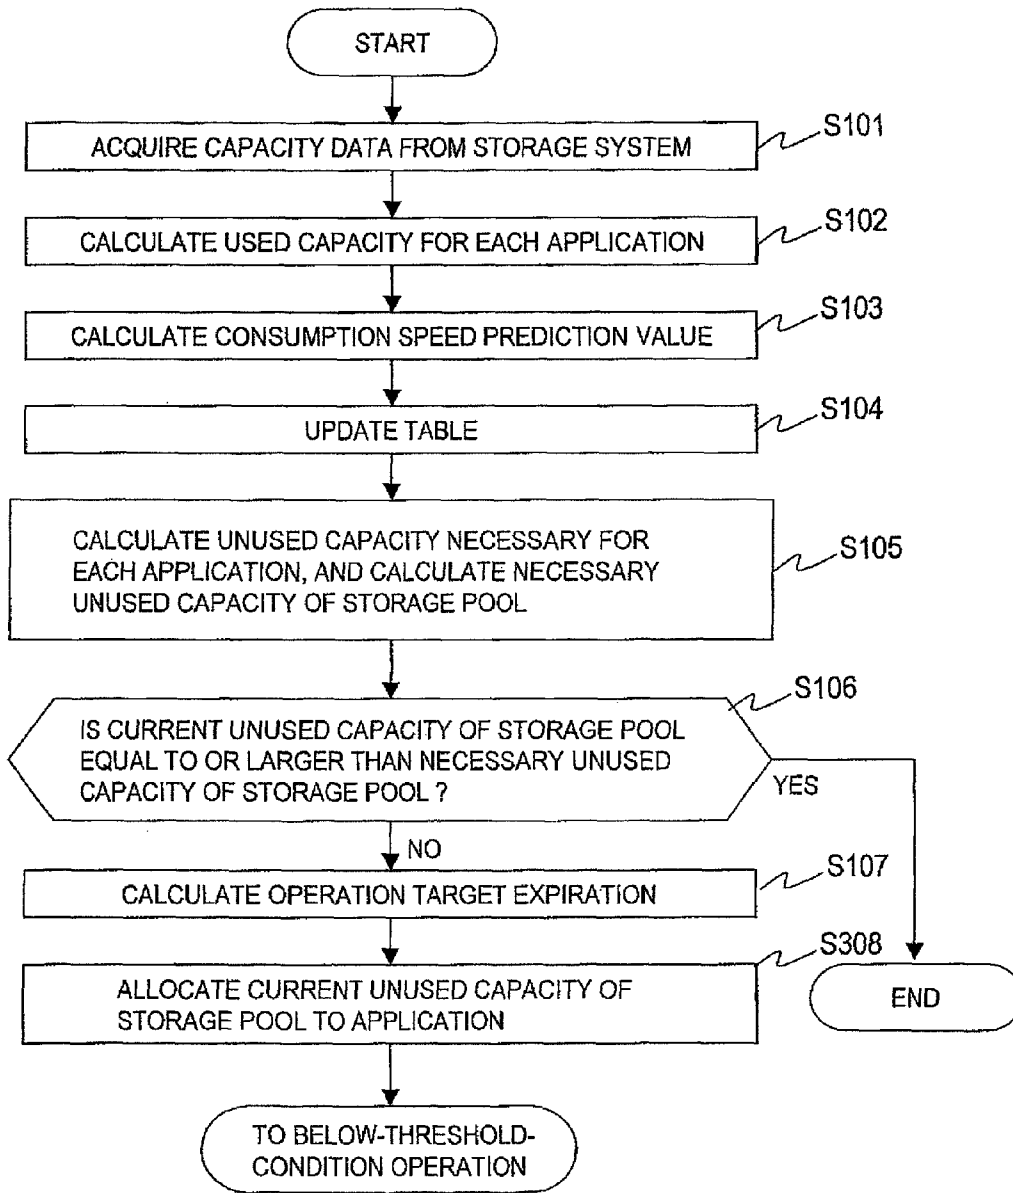 START
ACQUIRE CAPACITY DATA FROM STORAGE SYSTEM
S101
CALCULATE USED CAPACITY FOR EACH APPLICATION
S102
CALCULATE CONSUMPTION SPEED PREDICTION VALUE
S103
UPDATE TABLE
S104
CALCULATE UNUSED CAPACITY NECESSARY FOR
EACH APPLICATION, AND CALCULATE NECESSARY
UNUSED CAPACITY OF STORAGE POOL
S105
IS CURRENT UNUSED CAPACITY OF STORAGE POOL
EQUAL TO OR LARGER THAN NECESSARY UNUSED
CAPACITY OF STORAGE POOL ?
S106
YES
NO
CALCULATE OPERATION TARGET EXPIRATION
S107
ALLOCATE CURRENT UNUSED CAPACITY OF
STORAGE POOL TO APPLICATION
S308
END
TO BELOW-THRESHOLD-
CONDITION OPERATION